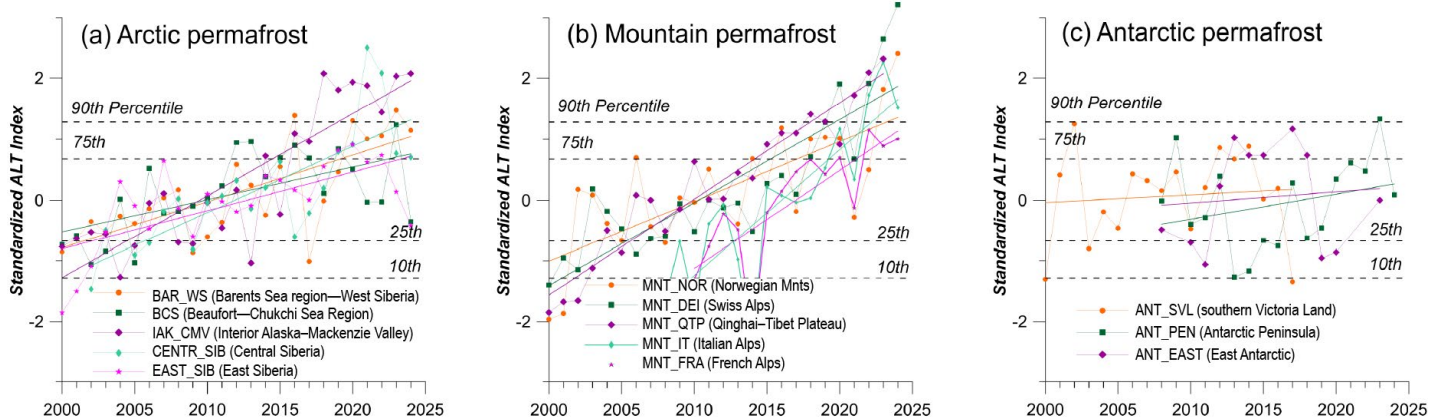 (a) Arctic permafrost
Standardized ALT Index
2
0
-2
90th Percentile
75th
25th
10th
BAR_WS (Barents Sea region—West Siberia)
BCS (Beaufort—Chukchi Sea Region)
IAK_CMV (Interior Alaska–Mackenzie Valley)
CENTR_SIB (Central Siberia)
EAST_SIB (East Siberia)
2000 2005 2010 2015 2020 2025
(b) Mountain permafrost
Standardized ALT Index
2
0
-2
90th Percentile
75th
25th
10th
MNT_NOR (Norwegian Mnts)
MNT_DEI (Swiss Alps)
MNT_QTP (Qinghai–Tibet Plateau)
MNT_IT (Italian Alps)
MNT_FRA (French Alps)
2000 2005 2010 2015 2020 2025
(c) Antarctic permafrost
Standardized ALT Index
2
0
-2
90th Percentile
75th
25th
10th
ANT_SVL (southern Victoria Land)
ANT_PEN (Antarctic Peninsula)
ANT_EAST (East Antarctic)
2000 2005 2010 2015 2020 2025